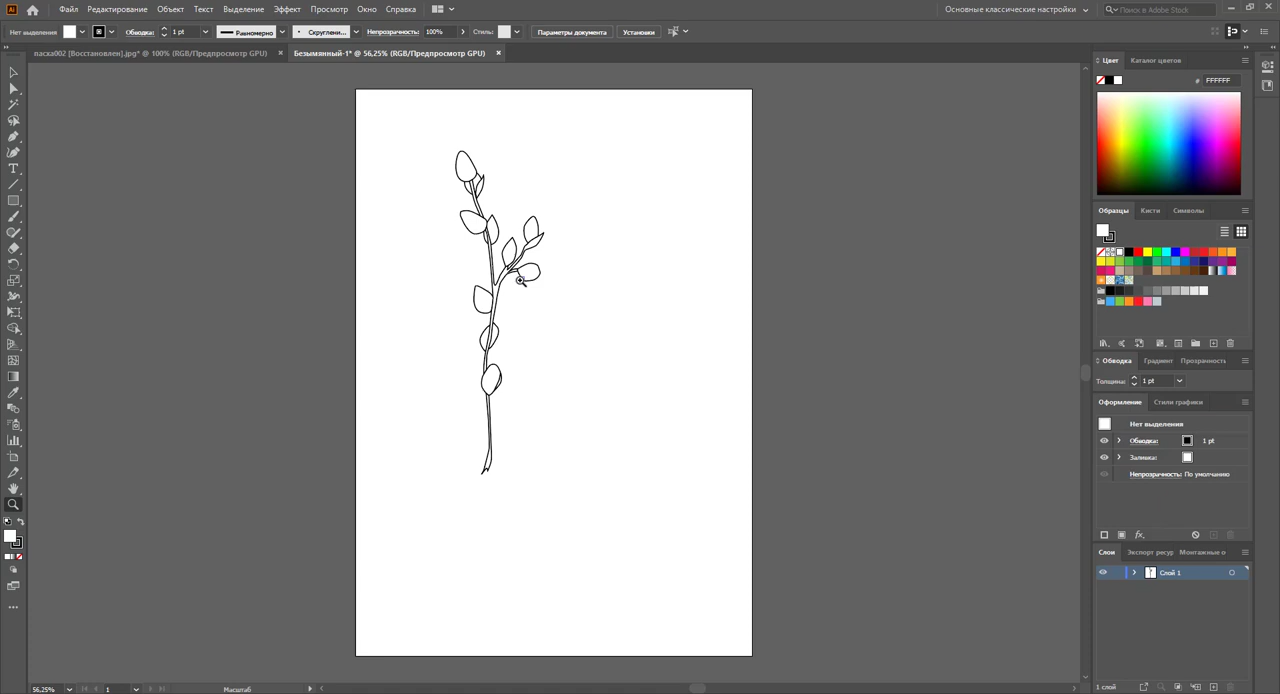 Ai Файл Редактирование Объект Текст Выделение Эффект Просмотр Окно Справка Основные классические настройки Поиск в Adobe Stock
Нет выделения Обводка: 1 pt Равномерно Скруглени... Непрозрачность: 100% Стиль: Параметры документа Установки
пасха002 [Восстановлен].jpg* @ 100% (RGB/Предпросмотр GPU) Безымянный-1* @ 56,25% (RGB/Предпросмотр GPU)
Цвет Каталог цветов
# FFFFFF
Образцы Кисти Символы
Обводка Градиент Прозрачность
Толщина: 1 pt
Оформление Стили графики
Нет выделения
Обводка: 1 pt
Заливка:
Непрозрачность: По умолчанию
fx
Слои Экспорт ресур Монтажные о
Слой 1
56,25% 1 Масштаб 1 слой